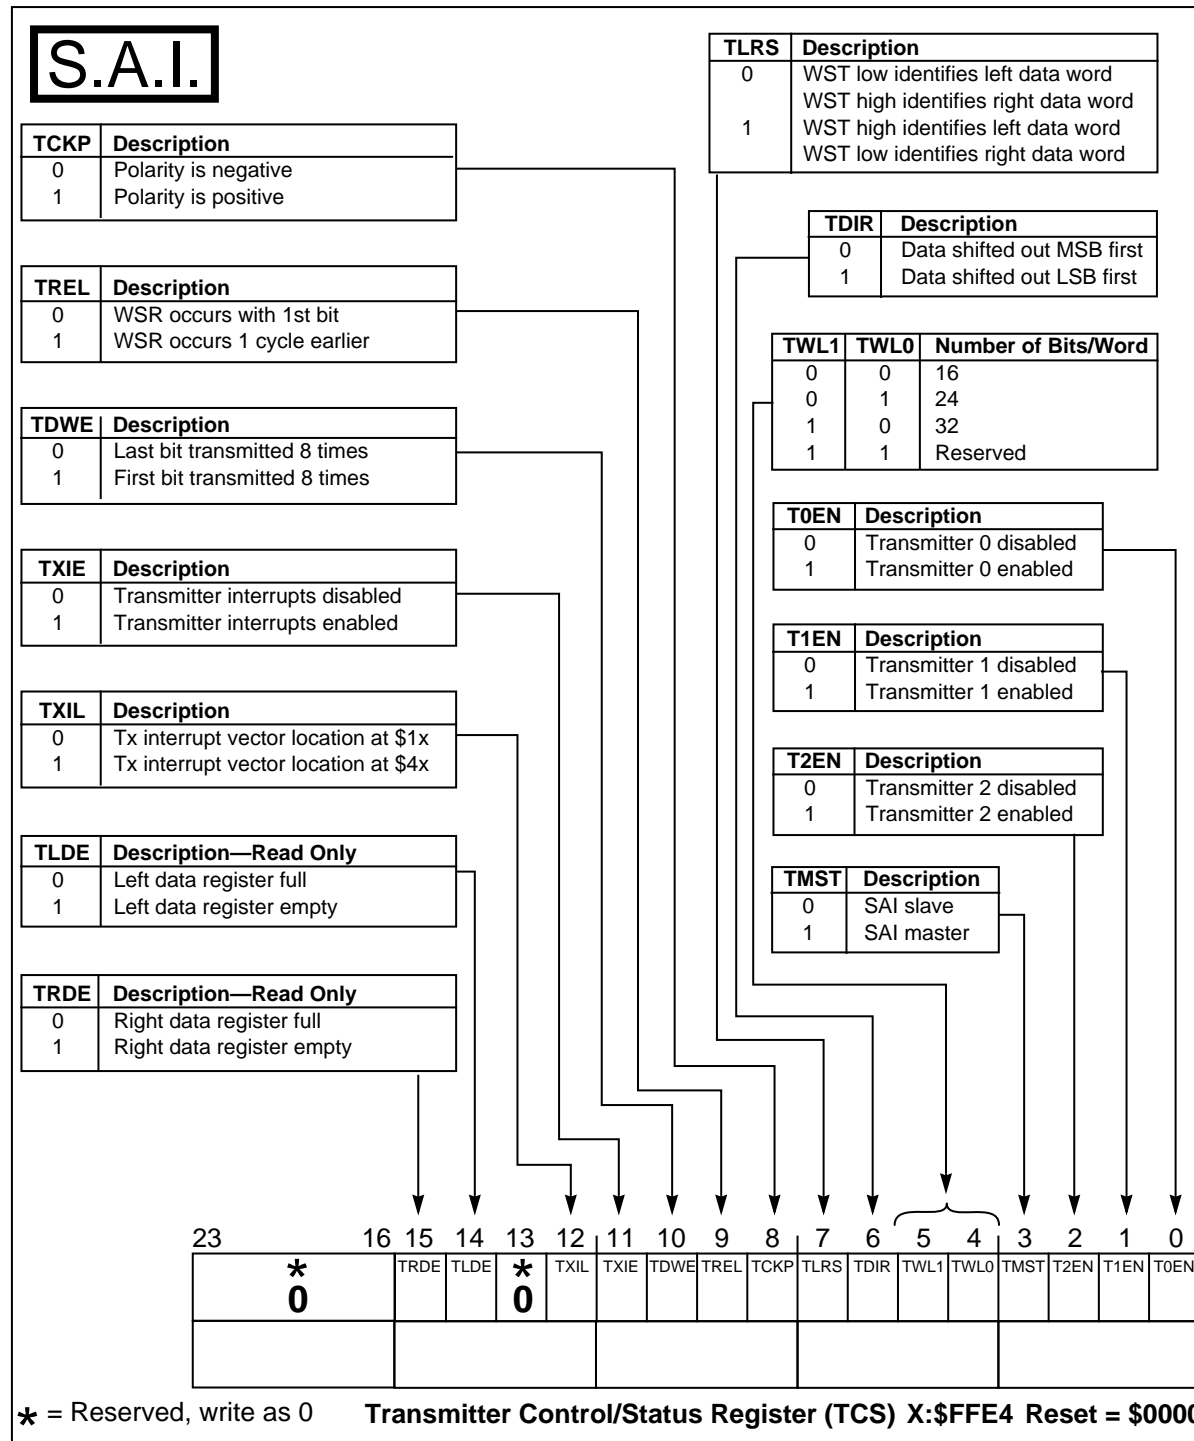 S.A.I.
TCKP Description
0 Polarity is negative
1 Polarity is positive
TREL Description
0 WSR occurs with 1st bit
1 WSR occurs 1 cycle earlier
TDWE Description
0 Last bit transmitted 8 times
1 First bit transmitted 8 times
TXIE Description
0 Transmitter interrupts disabled
1 Transmitter interrupts enabled
TXIL Description
0 Tx interrupt vector location at $1x
1 Tx interrupt vector location at $4x
TLDE Description—Read Only
0 Left data register full
1 Left data register empty
TRDE Description—Read Only
0 Right data register full
1 Right data register empty
TLRS Description
0 WST low identifies left data word
WST high identifies right data word
1 WST high identifies left data word
WST low identifies right data word
TDIR Description
0 Data shifted out MSB first
1 Data shifted out LSB first
TWL1 TWL0 Number of Bits/Word
0 0 16
0 1 24
1 0 32
1 1 Reserved
T0EN Description
0 Transmitter 0 disabled
1 Transmitter 0 enabled
T1EN Description
0 Transmitter 1 disabled
1 Transmitter 1 enabled
T2EN Description
0 Transmitter 2 disabled
1 Transmitter 2 enabled
TMST Description
0 SAI slave
1 SAI master
23 16 15 14 13 12 11 10 9 8 7 6 5 4 3 2 1 0
* TRDE TLDE * TXIL TXIE TDWE TREL TCKP TLRS TDIR TWL1 TWL0 TMST T2EN T1EN T0EN
0 0
* = Reserved, write as 0 Transmitter Control/Status Register (TCS) X:$FFE4 Reset = $0000